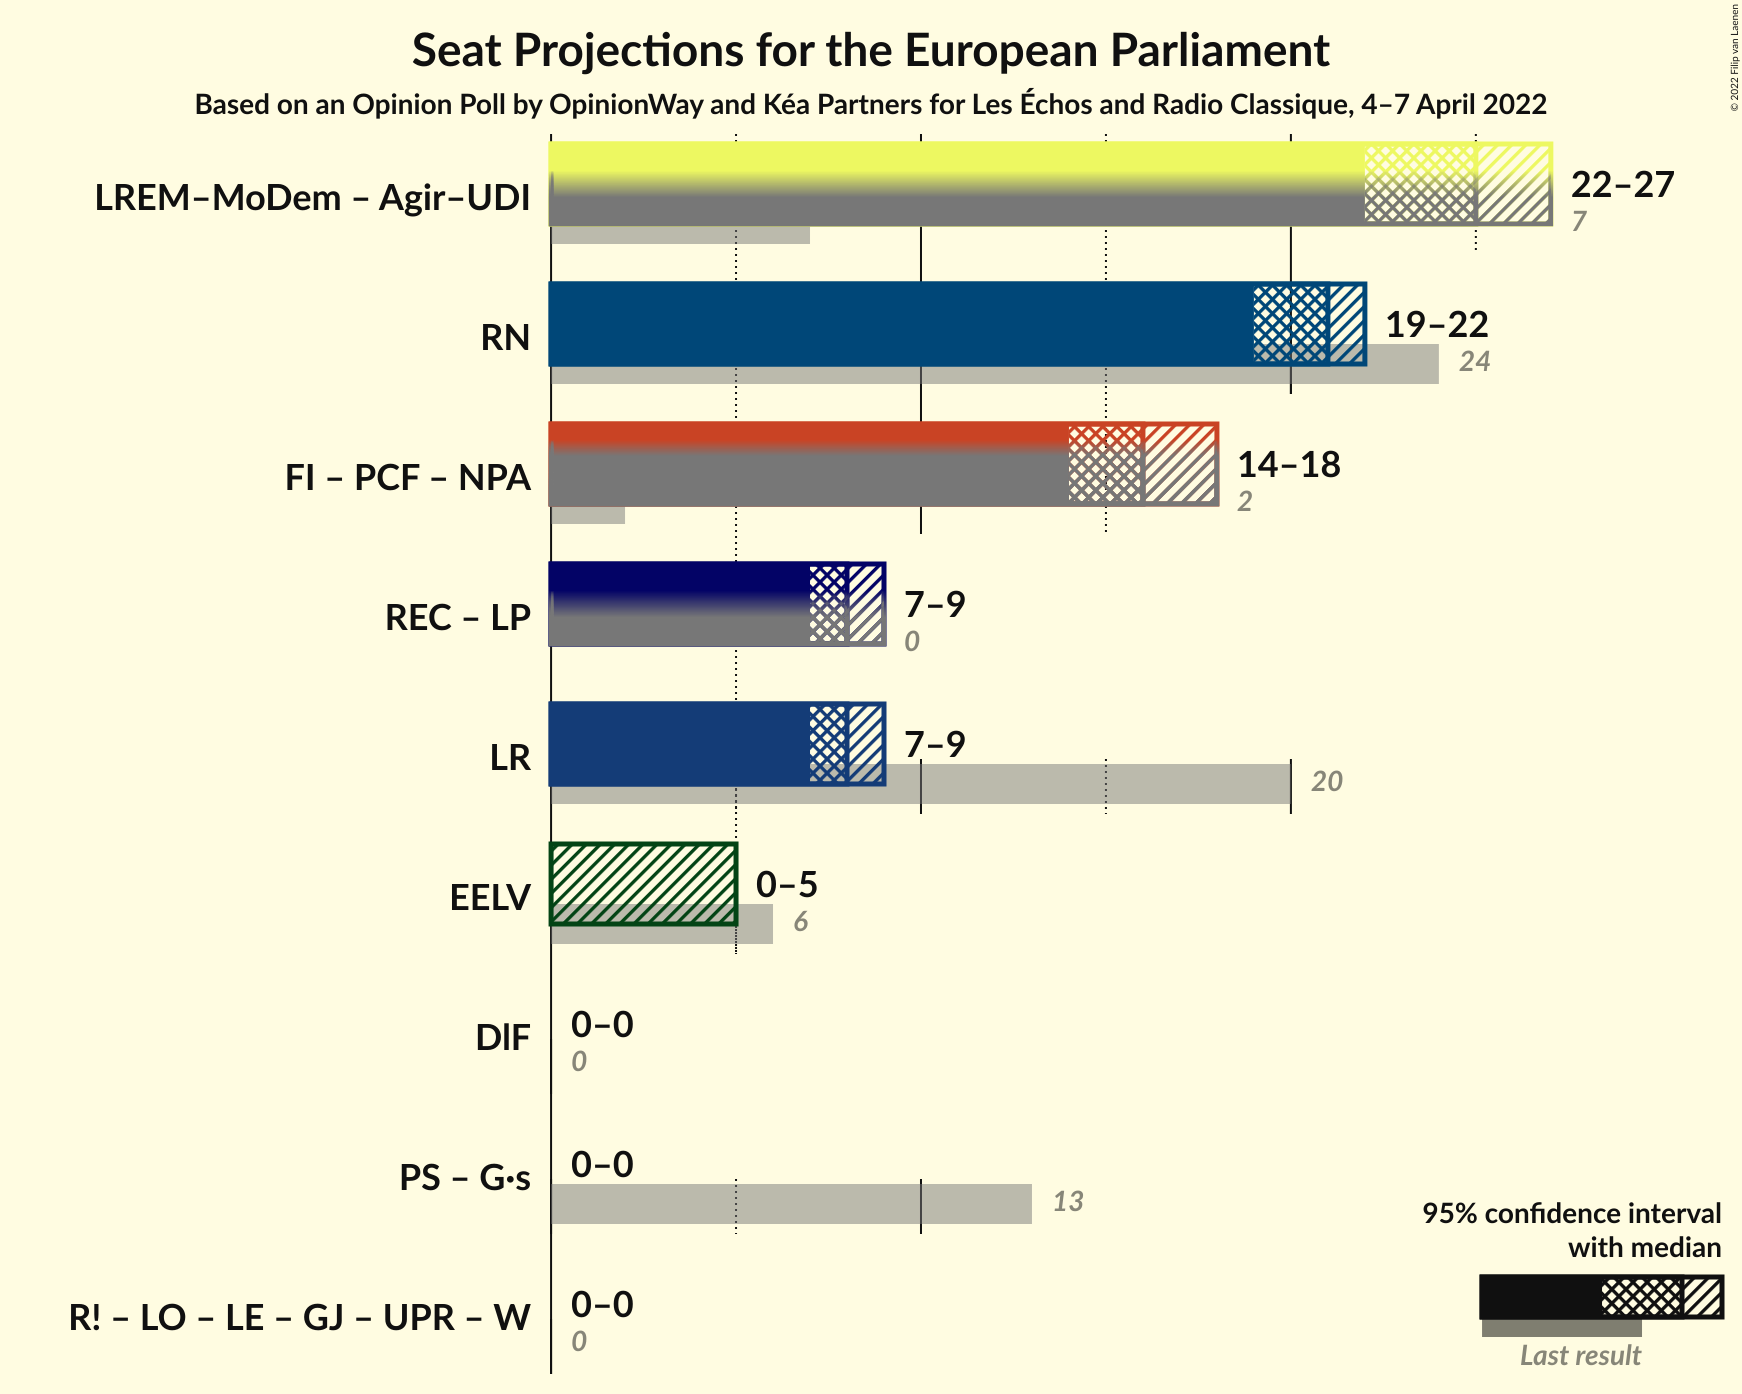 Seat Projections for the European Parliament
Based on an Opinion Poll by OpinionWay and Kéa Partners for Les Échos and Radio Classique, 4–7 April 2022
© 2022 Filip van Laenen
LREM–MoDem – Agir–UDI
22–27
7
RN
19–22
24
FI – PCF – NPA
14–18
2
REC – LP
7–9
0
LR
7–9
20
EELV
0–5
6
DlF
0–0
0
PS – G·s
0–0
13
R! – LO – LE – GJ – UPR – W
0–0
0
95% confidence interval
with median
Last result